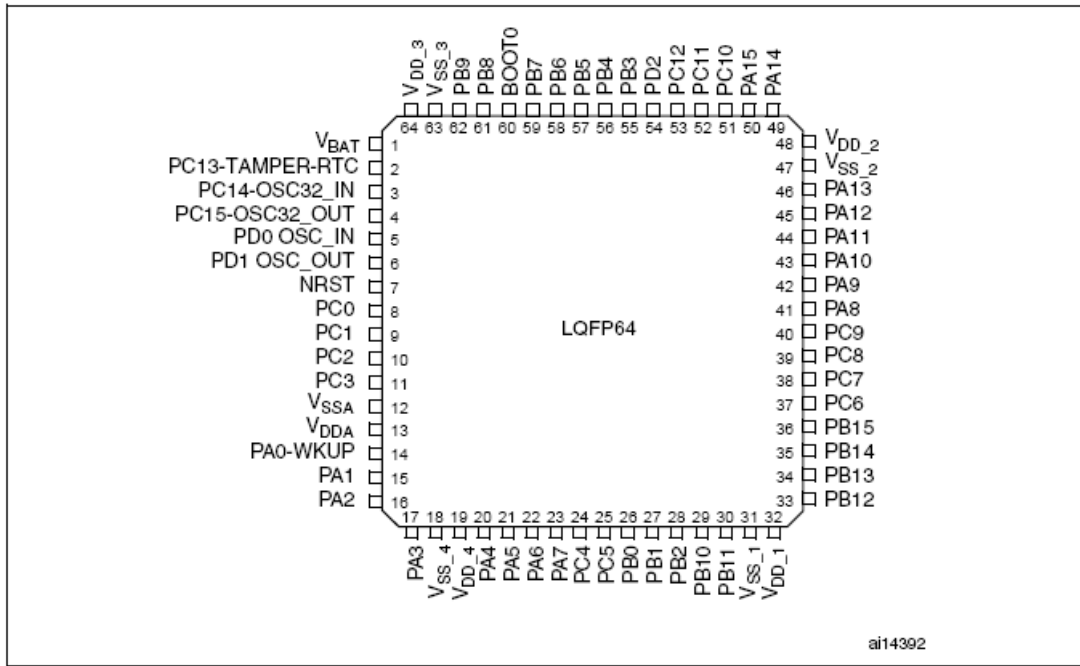 VDD_3
VSS_3
PB9
PB8
BOOT0
PB7
PB6
PB5
PB4
PB3
PD2
PC12
PC11
PC10
PA15
PA14
64 63 62 61 60 59 58 57 56 55 54 53 52 51 50 49
VBAT 1
PC13-TAMPER-RTC 2
PC14-OSC32_IN 3
PC15-OSC32_OUT 4
PD0 OSC_IN 5
PD1 OSC_OUT 6
NRST 7
PC0 8
PC1 9
PC2 10
PC3 11
VSSA 12
VDDA 13
PA0-WKUP 14
PA1 15
PA2 16
LQFP64
48 VDD_2
47 VSS_2
46 PA13
45 PA12
44 PA11
43 PA10
42 PA9
41 PA8
40 PC9
39 PC8
38 PC7
37 PC6
36 PB15
35 PB14
34 PB13
33 PB12
17 18 19 20 21 22 23 24 25 26 27 28 29 30 31 32
PA3
VSS_4
VDD_4
PA4
PA5
PA6
PA7
PC4
PC5
PB0
PB1
PB2
PB10
PB11
VSS_1
VDD_1
ai14392